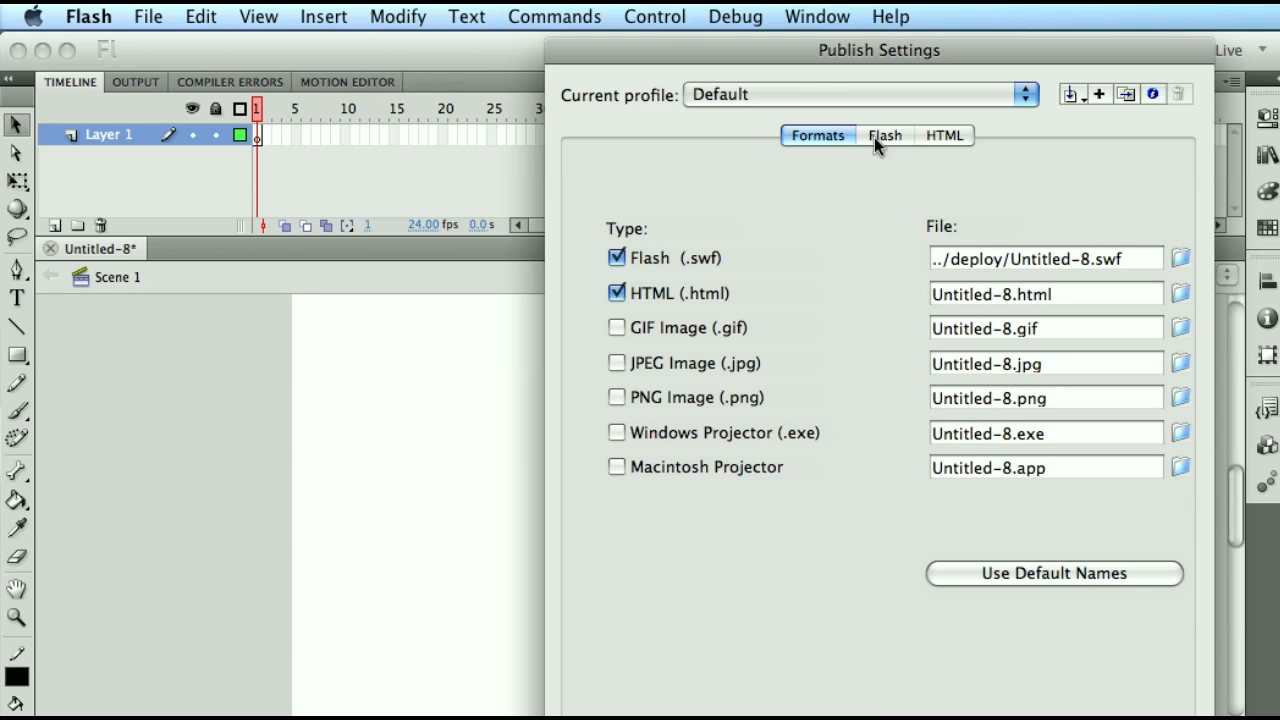 Flash File Edit View Insert Modify Text Commands Control Debug Window Help
Fl
Publish Settings
Live
TIMELINE OUTPUT COMPILER ERRORS MOTION EDITOR
Current profile: Default
1 5 10 15 20 25
Layer 1
Formats Flash HTML
1 24.00 fps 0.0 s
Untitled-8*
Scene 1
Type: File:
Flash (.swf) ../deploy/Untitled-8.swf
HTML (.html) Untitled-8.html
GIF Image (.gif) Untitled-8.gif
JPEG Image (.jpg) Untitled-8.jpg
PNG Image (.png) Untitled-8.png
Windows Projector (.exe) Untitled-8.exe
Macintosh Projector Untitled-8.app
Use Default Names